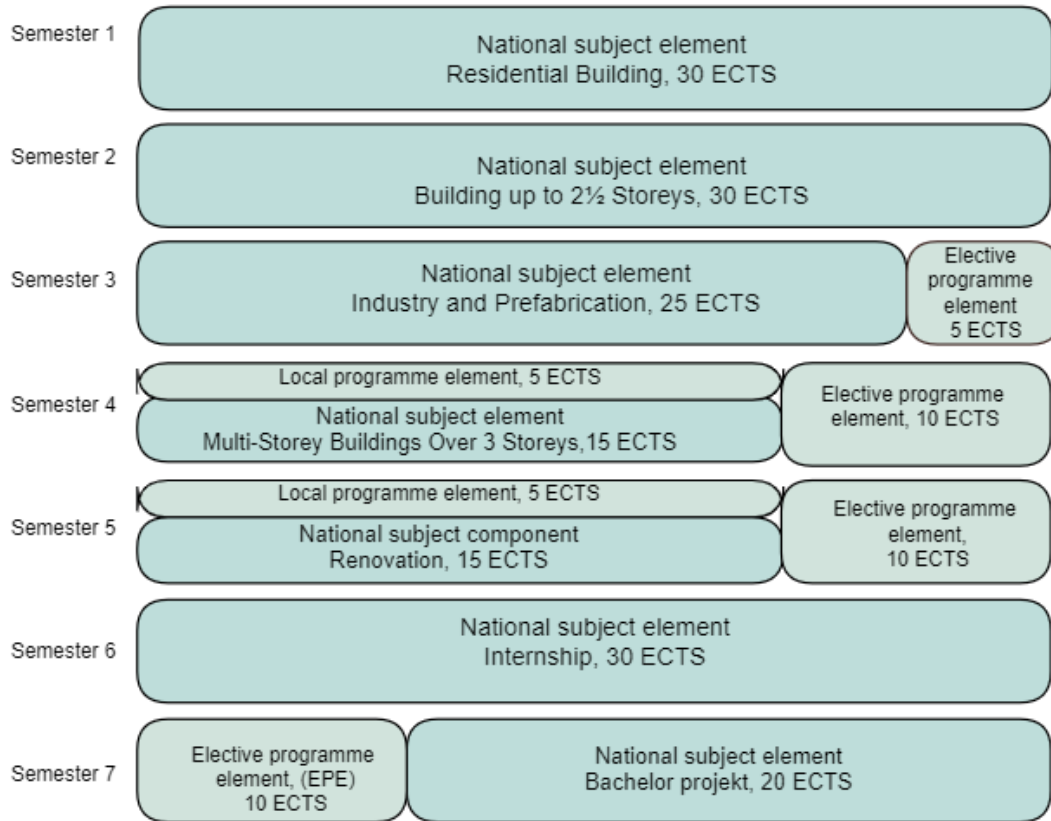 Semester 1
National subject element
Residential Building, 30 ECTS
Semester 2
National subject element
Building up to 2½ Storeys, 30 ECTS
Semester 3
National subject element
Industry and Prefabrication, 25 ECTS
Elective
programme
element
5 ECTS
Semester 4
Local programme element, 5 ECTS
National subject element
Multi-Storey Buildings Over 3 Storeys,15 ECTS
Elective programme
element, 10 ECTS
Semester 5
Local programme element, 5 ECTS
National subject component
Renovation, 15 ECTS
Elective programme
element,
10 ECTS
Semester 6
National subject element
Internship, 30 ECTS
Semester 7
Elective programme
element, (EPE)
10 ECTS
National subject element
Bachelor projekt, 20 ECTS